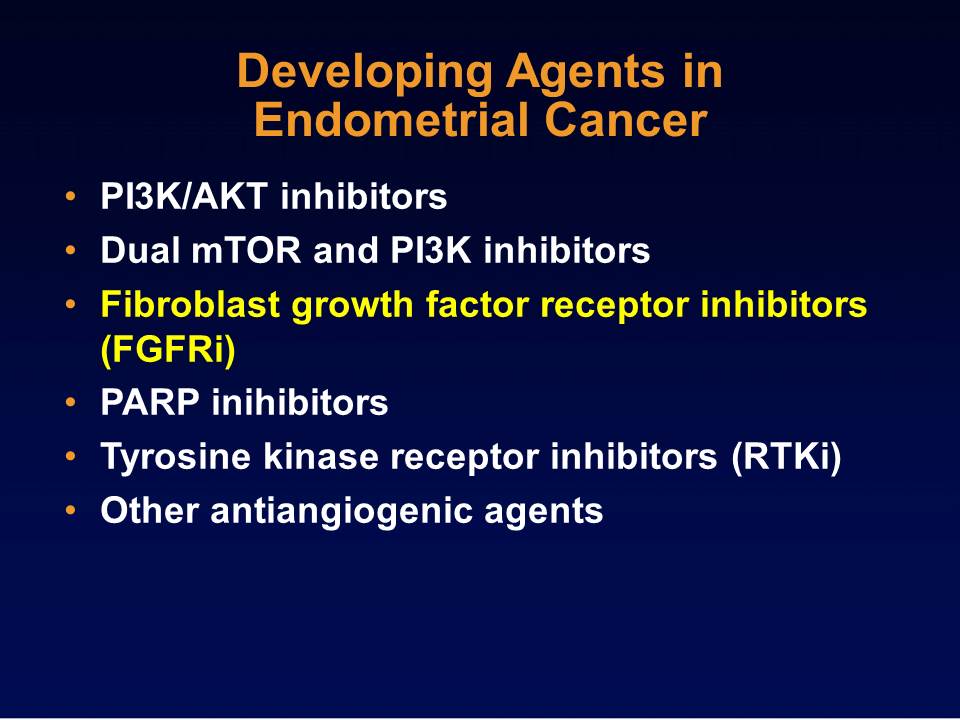 Developing Agents in
Endometrial Cancer
• PI3K/AKT inhibitors
• Dual mTOR and PI3K inhibitors
• Fibroblast growth factor receptor inhibitors
(FGFRi)
• PARP inihibitors
• Tyrosine kinase receptor inhibitors (RTKi)
• Other antiangiogenic agents